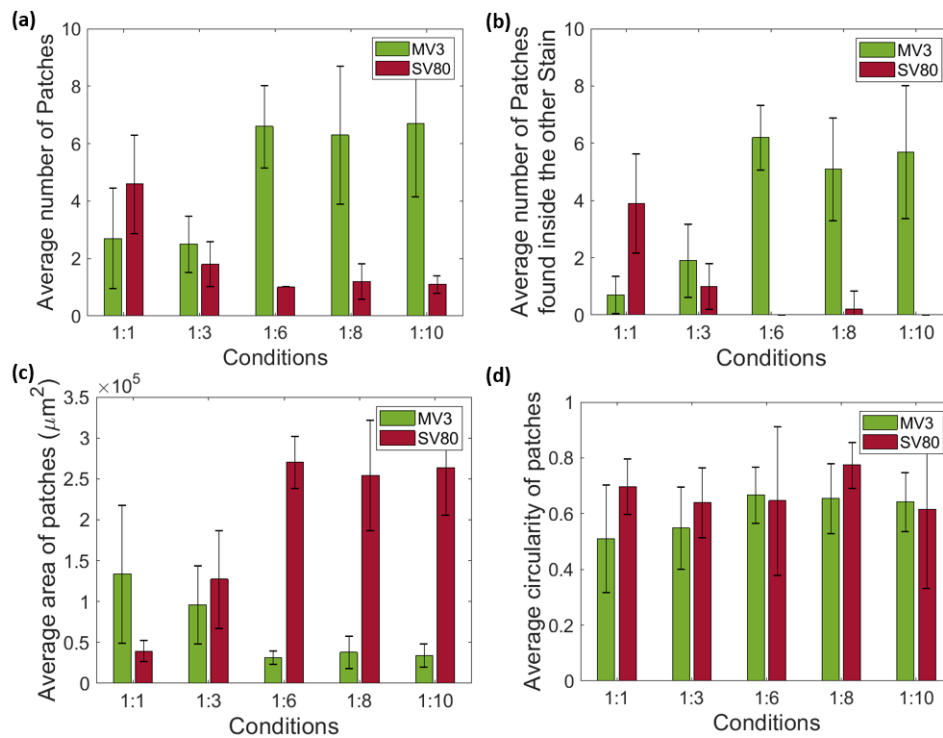 (a)
10
8
6
4
2
0
Average number of Patches
MV3
SV80
1:1 1:3 1:6 1:8 1:10
Conditions
(b)
10
8
6
4
2
0
Average number of Patches
found inside the other Stain
MV3
SV80
1:1 1:3 1:6 1:8 1:10
Conditions
(c)
×10⁵
3.5
3
2.5
2
1.5
1
0.5
0
Average area of patches (μm²)
MV3
SV80
1:1 1:3 1:6 1:8 1:10
Conditions
(d)
1
0.8
0.6
0.4
0.2
0
Average circularity of patches
MV3
SV80
1:1 1:3 1:6 1:8 1:10
Conditions